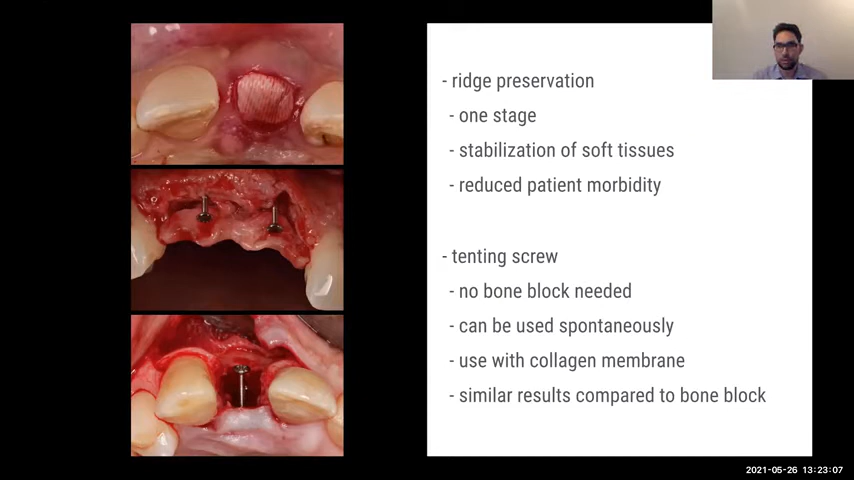 - ridge preservation
- one stage
- stabilization of soft tissues
- reduced patient morbidity
- tenting screw
- no bone block needed
- can be used spontaneously
- use with collagen membrane
- similar results compared to bone block
2021-05-26 13:23:07